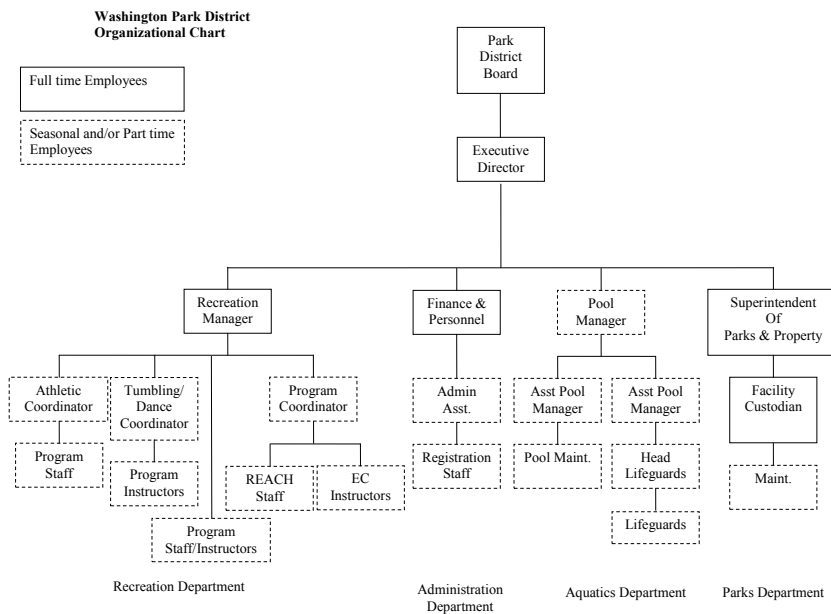 Washington Park District
Organizational Chart
Full time Employees
Seasonal and/or Part time
Employees
Park
District
Board
Executive
Director
Recreation
Manager
Finance &
Personnel
Pool
Manager
Superintendent
Of
Parks & Property
Athletic
Coordinator
Tumbling/
Dance
Coordinator
Program
Coordinator
Admin
Asst.
Asst Pool
Manager
Asst Pool
Manager
Facility
Custodian
Program
Staff
Program
Instructors
REACH
Staff
EC
Instructors
Registration
Staff
Pool Maint.
Head
Lifeguards
Maint.
Program
Staff/Instructors
Lifeguards
Recreation Department
Administration
Department
Aquatics Department
Parks Department